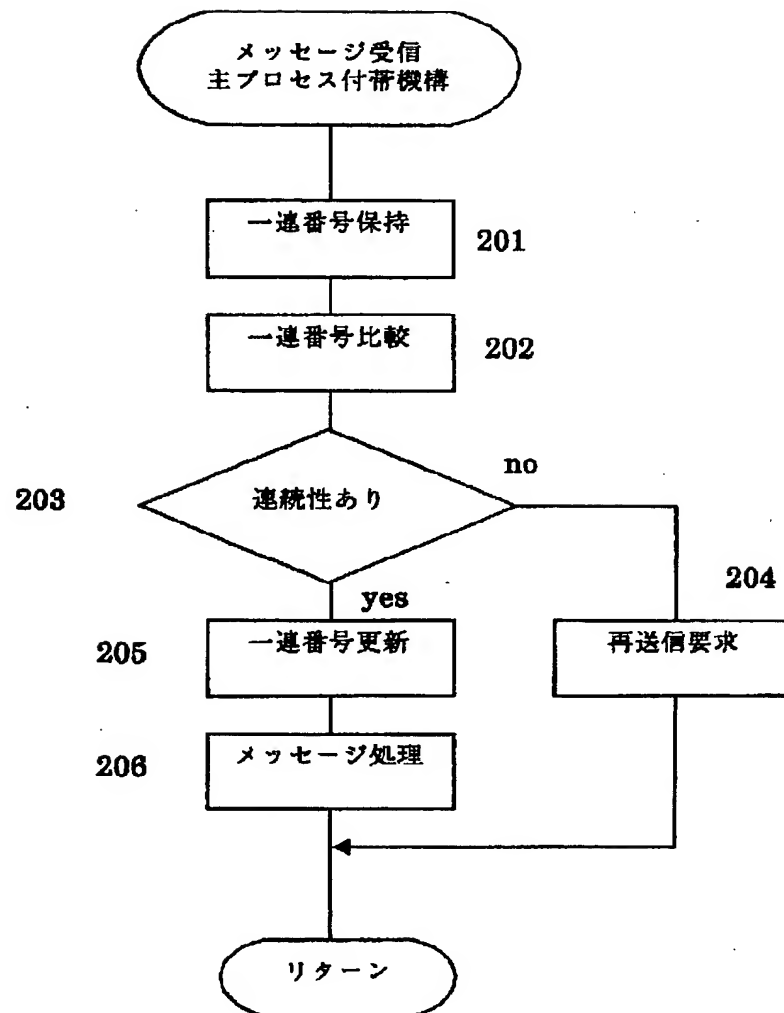 メッセージ受信
主プロセス付帯機構
一連番号保持
201
一連番号比較
202
no
203
連続性あり
204
yes
205
一連番号更新
再送信要求
206
メッセージ処理
リターン